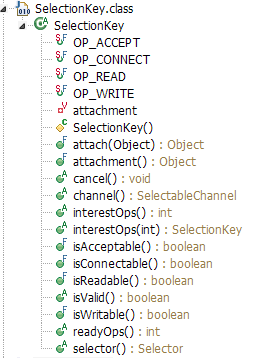 SelectionKey.class
SelectionKey
OP_ACCEPT
OP_CONNECT
OP_READ
OP_WRITE
attachment
SelectionKey()
attach(Object) : Object
attachment() : Object
cancel() : void
channel() : SelectableChannel
interestOps() : int
interestOps(int) : SelectionKey
isAcceptable() : boolean
isConnectable() : boolean
isReadable() : boolean
isValid() : boolean
isWritable() : boolean
readyOps() : int
selector() : Selector